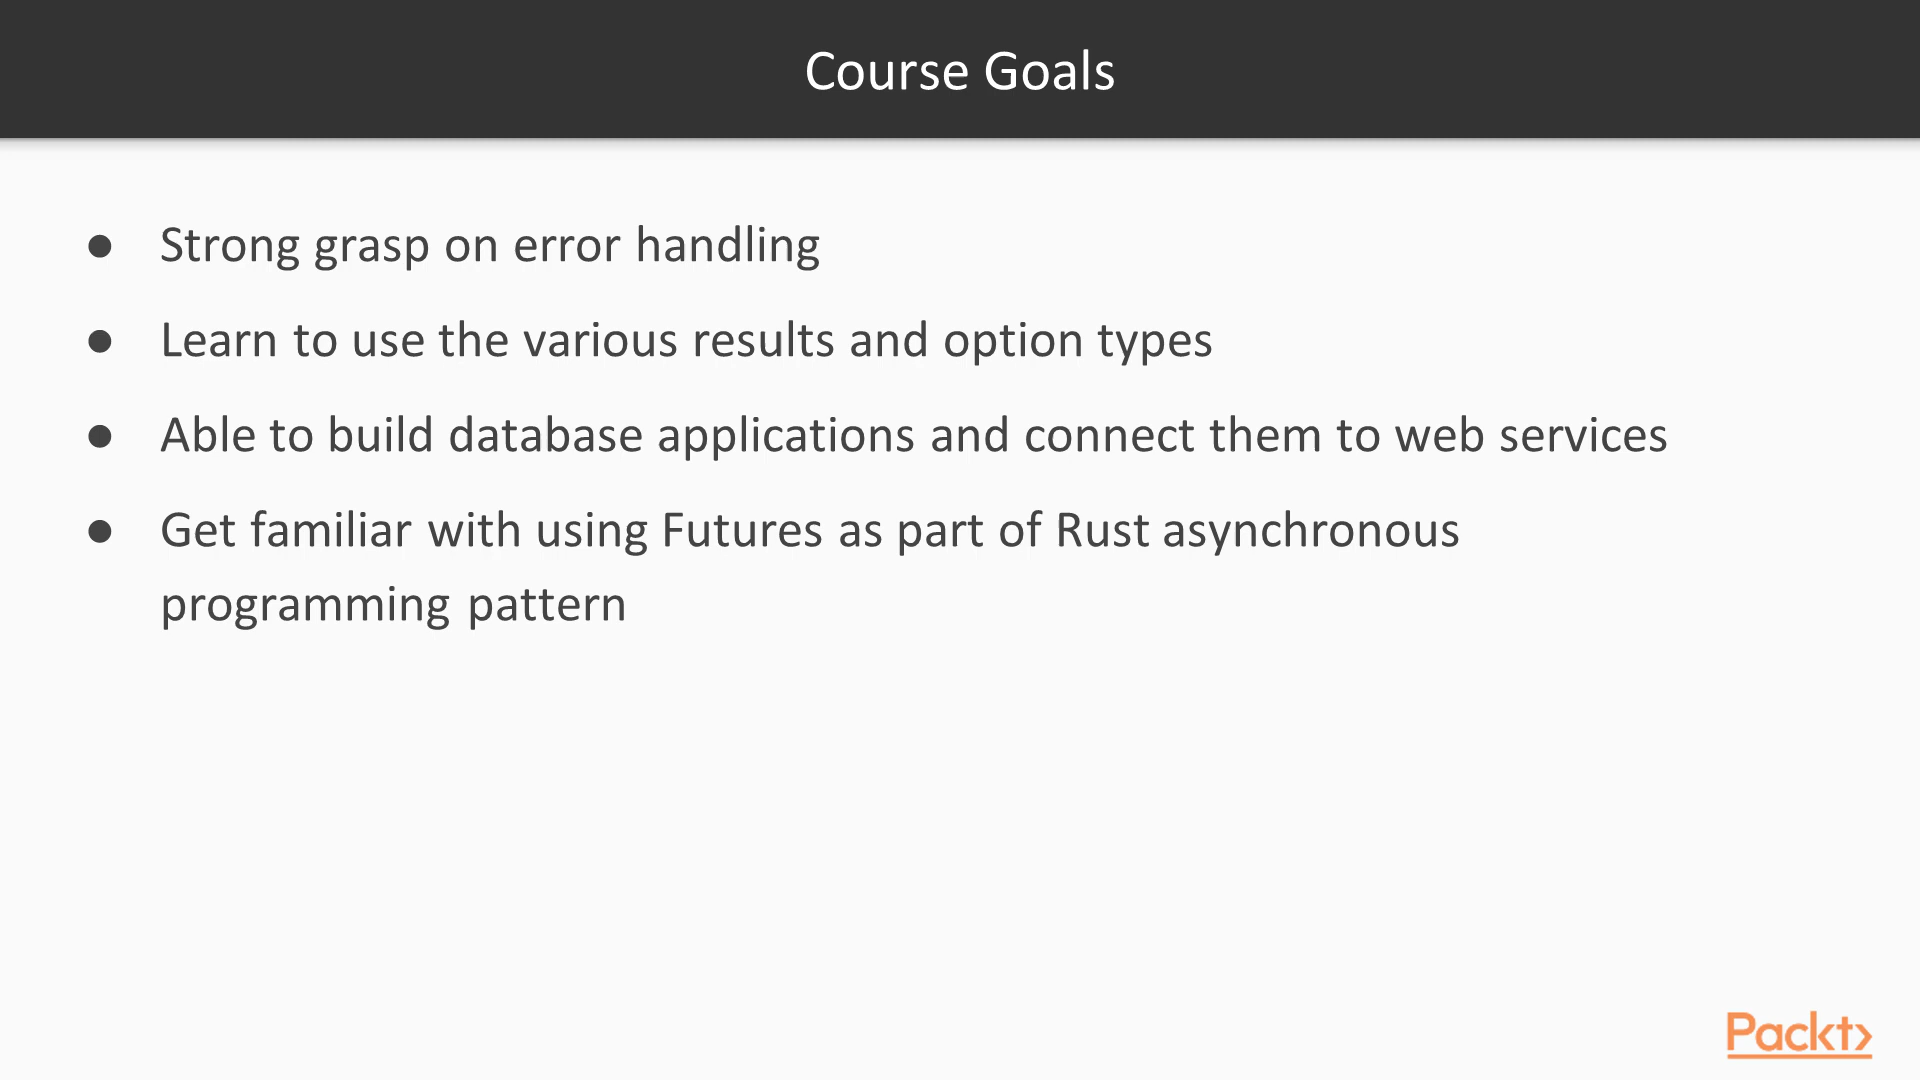 Course Goals
● Strong grasp on error handling
● Learn to use the various results and option types
● Able to build database applications and connect them to web services
● Get familiar with using Futures as part of Rust asynchronous
programming pattern
Packt>